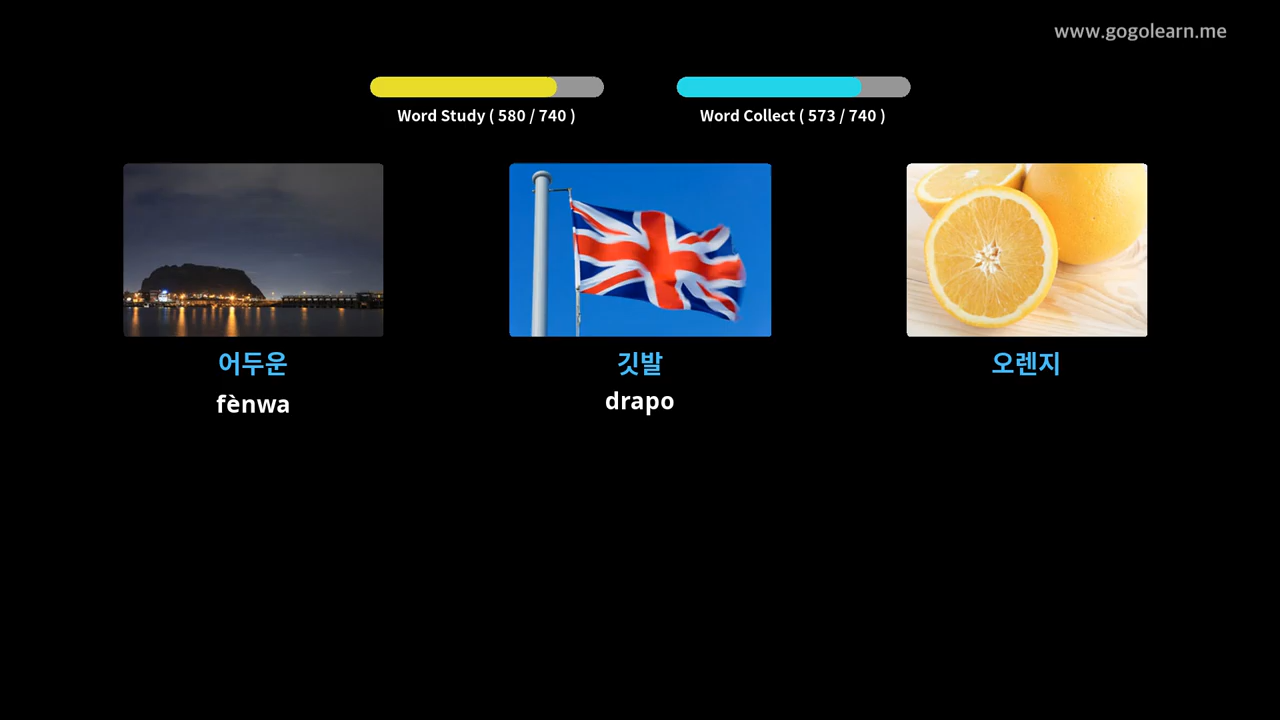 www.gogolearn.me
Word Study ( 580 / 740 )
Word Collect ( 573 / 740 )
어두운
fènwa
깃발
drapo
오렌지